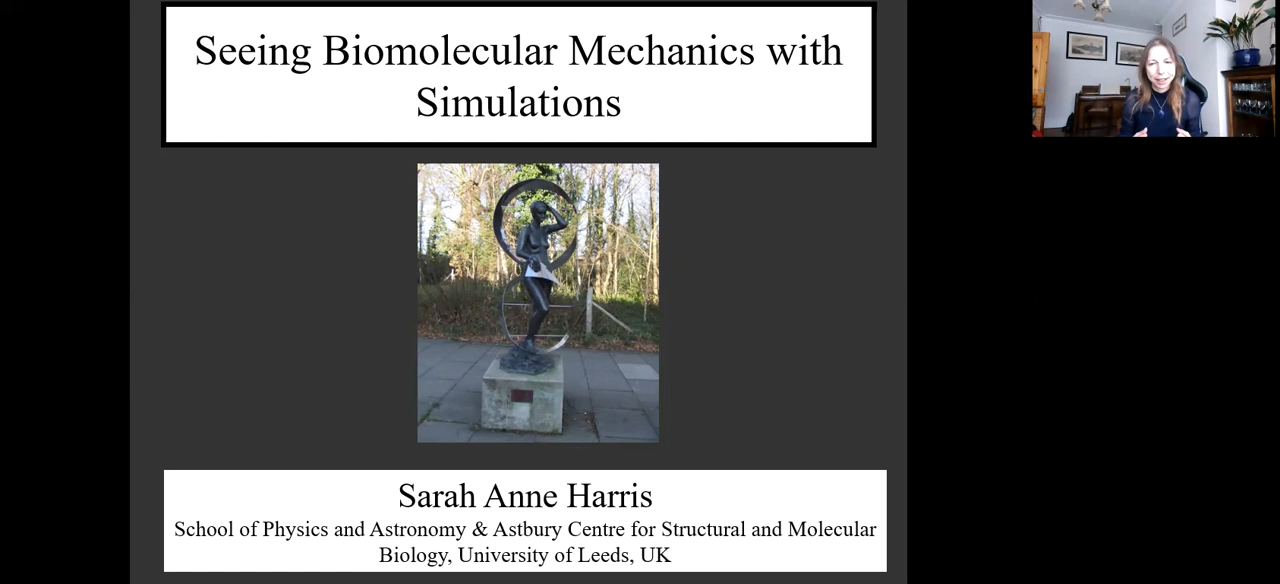 Seeing Biomolecular Mechanics with
Simulations
Sarah Anne Harris
School of Physics and Astronomy & Astbury Centre for Structural and Molecular
Biology, University of Leeds, UK